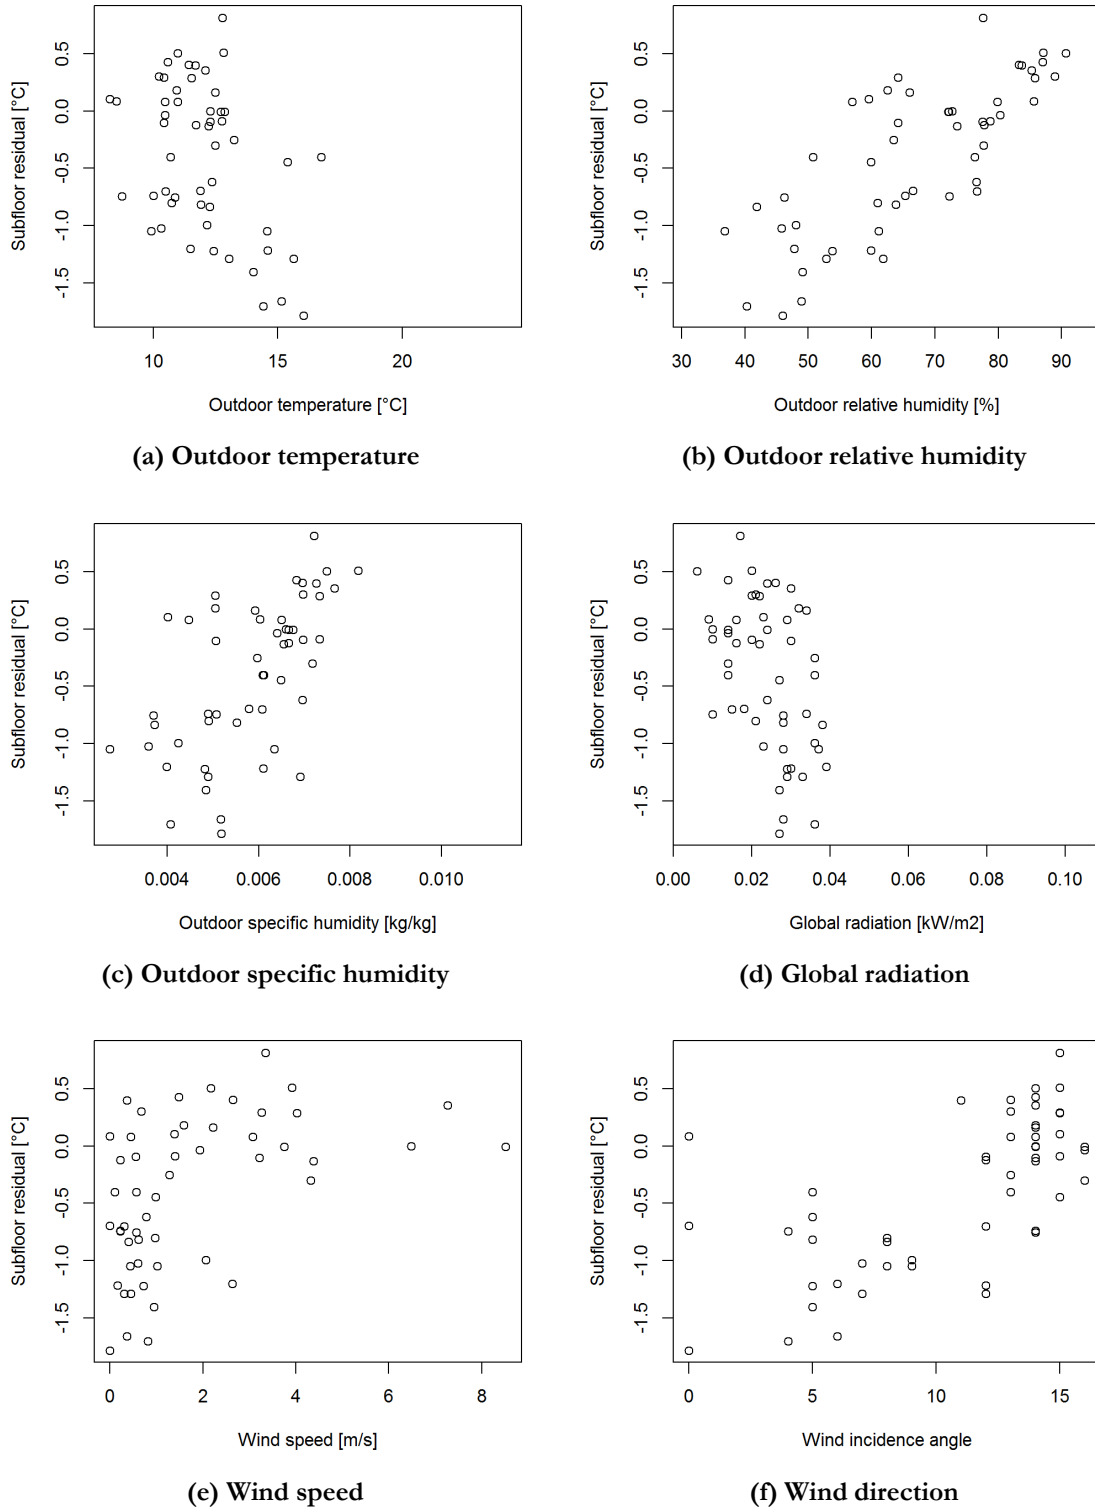 Subfloor residual [°C]
0.5
0.0
-0.5
-1.0
-1.5
10 15 20
Outdoor temperature [°C]
(a) Outdoor temperature
Subfloor residual [°C]
0.5
0.0
-0.5
-1.0
-1.5
30 40 50 60 70 80 90
Outdoor relative humidity [%]
(b) Outdoor relative humidity
Subfloor residual [°C]
0.5
0.0
-0.5
-1.0
-1.5
0.004 0.006 0.008 0.010
Outdoor specific humidity [kg/kg]
(c) Outdoor specific humidity
Subfloor residual [°C]
0.5
0.0
-0.5
-1.0
-1.5
0.00 0.02 0.04 0.06 0.08 0.10
Global radiation [kW/m2]
(d) Global radiation
Subfloor residual [°C]
0.5
0.0
-0.5
-1.0
-1.5
0 2 4 6 8
Wind speed [m/s]
(e) Wind speed
Subfloor residual [°C]
0.5
0.0
-0.5
-1.0
-1.5
0 5 10 15
Wind incidence angle
(f) Wind direction